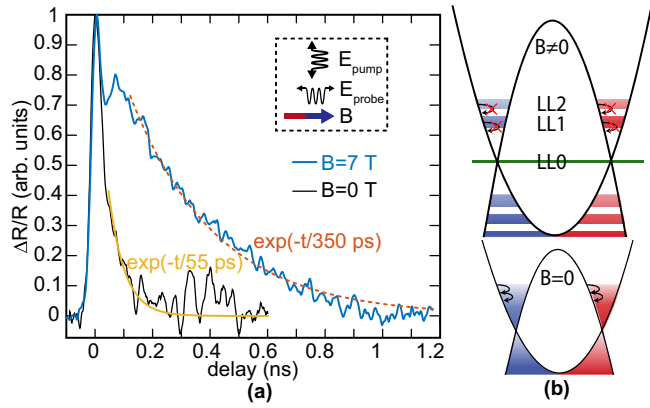 (a)
1
0.9
0.8
0.7
0.6
0.5
0.4
0.3
0.2
0.1
0
ΔR/R (arb. units)
E pump
E probe
B
B=7 T
B=0 T
exp(-t/350 ps)
exp(-t/55 ps)
0 0.2 0.4 0.6 0.8 1 1.2
delay (ns)
(a)
b)
B≠0
LL2
LL1
LL0
B=0
(b)